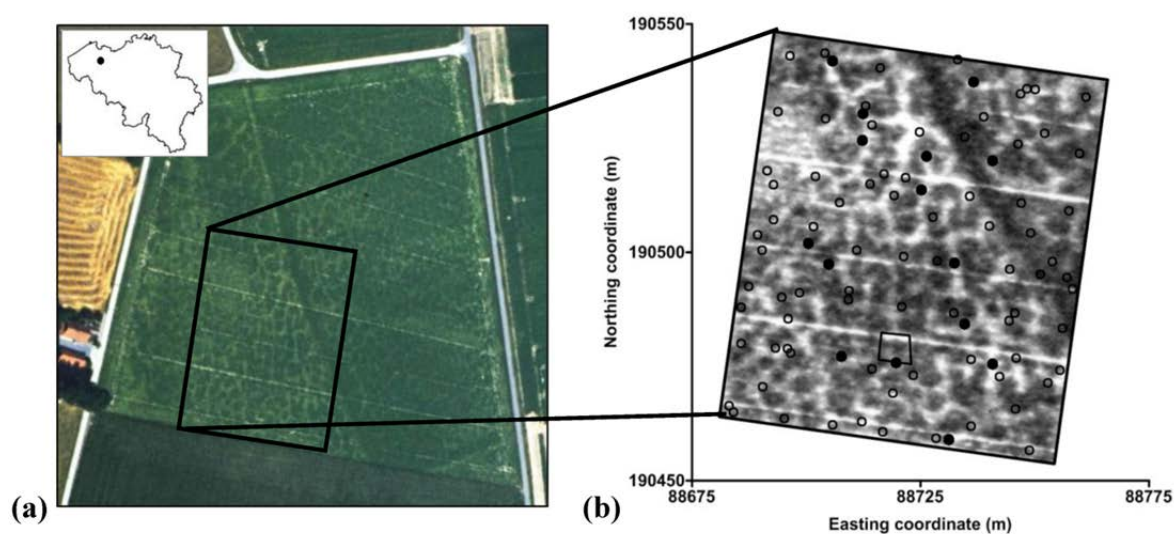 190550
190500
190450
Northing coordinate (m)
88675
88725
88775
Easting coordinate (m)
(a)
(b)